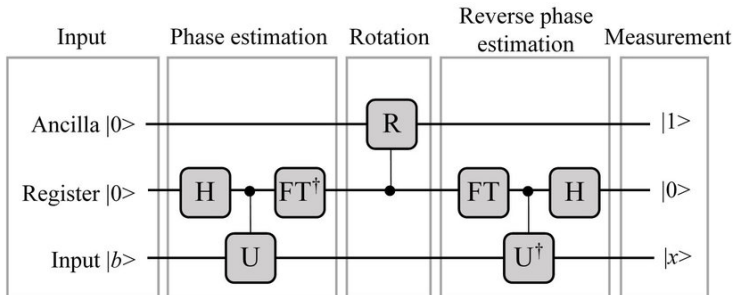 Input
Phase estimation
Rotation
Reverse phase
estimation
Measurement
Ancilla |0>
R
|1>
Register |0>
H
FT†
FT
H
|0>
Input |b>
U
U†
|x>